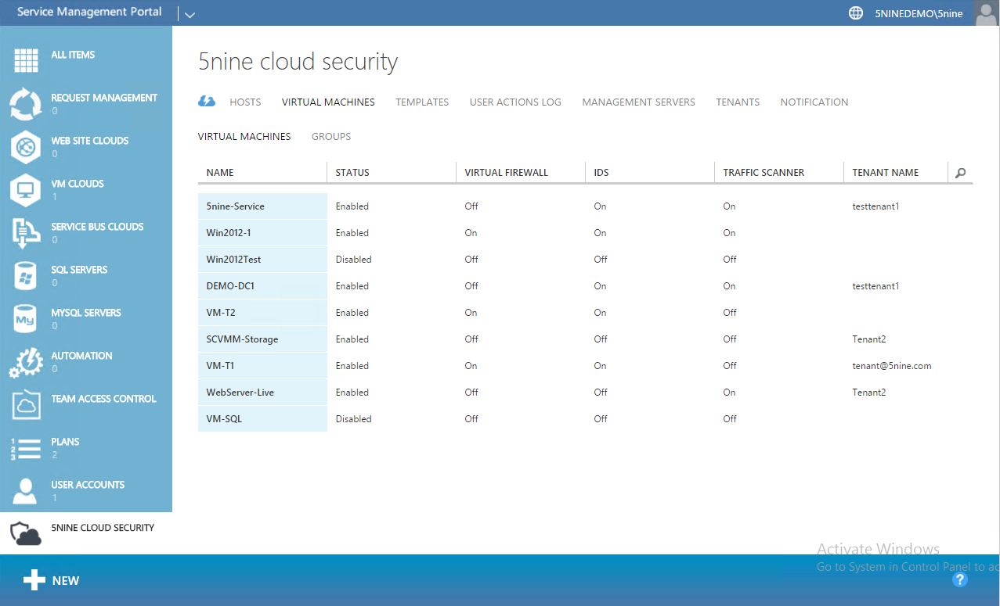 Service Management Portal
5NINEDEMO\5nine
ALL ITEMS
REQUEST MANAGEMENT
0
WEB SITE CLOUDS
0
VM CLOUDS
1
SERVICE BUS CLOUDS
0
SQL SERVERS
0
MYSQL SERVERS
0
AUTOMATION
0
TEAM ACCESS CONTROL
PLANS
2
USER ACCOUNTS
1
5NINE CLOUD SECURITY
5nine cloud security
HOSTS VIRTUAL MACHINES TEMPLATES USER ACTIONS LOG MANAGEMENT SERVERS TENANTS NOTIFICATION
VIRTUAL MACHINES GROUPS
NAME STATUS VIRTUAL FIREWALL IDS TRAFFIC SCANNER TENANT NAME
5nine-Service Enabled Off On On testtenant1
Win2012-1 Enabled On On On
Win2012Test Disabled Off Off Off
DEMO-DC1 Enabled Off On On testtenant1
VM-T2 Enabled On On Off
SCVMM-Storage Enabled Off Off Off Tenant2
VM-T1 Enabled On On Off tenant@5nine.com
WebServer-Live Enabled Off Off On Tenant2
VM-SQL Disabled Off Off Off
Activate Windows
Go to System in Control Panel to ac
?
NEW
My
1
2
3